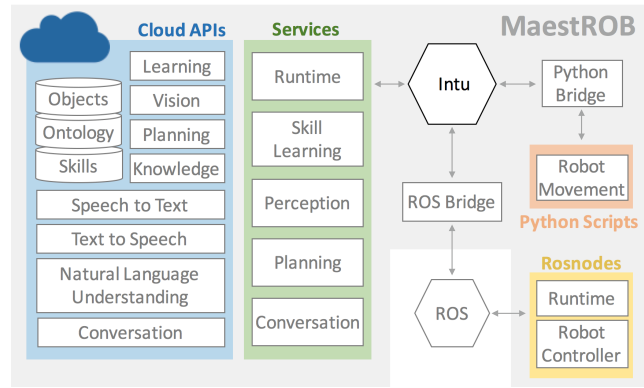 MaestROB
Cloud APIs
Objects
Ontology
Skills
Learning
Vision
Planning
Knowledge
Speech to Text
Text to Speech
Natural Language
Understanding
Conversation
Services
Runtime
Skill
Learning
Perception
Planning
Conversation
Intu
Python
Bridge
Robot
Movement
Python Scripts
ROS Bridge
ROS
Rosnodes
Runtime
Robot
Controller